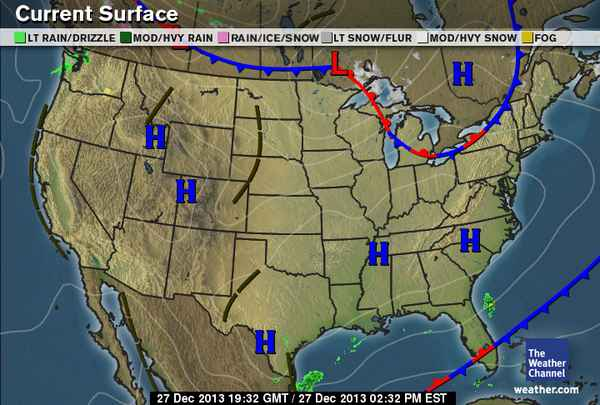 Current Surface
LT RAIN/DRIZZLE MOD/HVY RAIN RAIN/ICE/SNOW LT SNOW/FLUR MOD/HVY SNOW FOG
L
H
H
H
H
H
H
The Weather Channel
weather.com
27 Dec 2013 19:32 GMT / 27 Dec 2013 02:32 PM EST